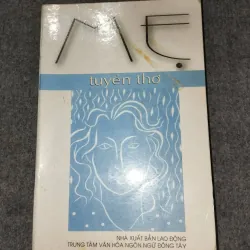 MẸ
tuyển thơ
NHÀ XUẤT BẢN LAO ĐỘNG
TRUNG TÂM VĂN HÓA NGÔN NGỮ ĐÔNG TÂY